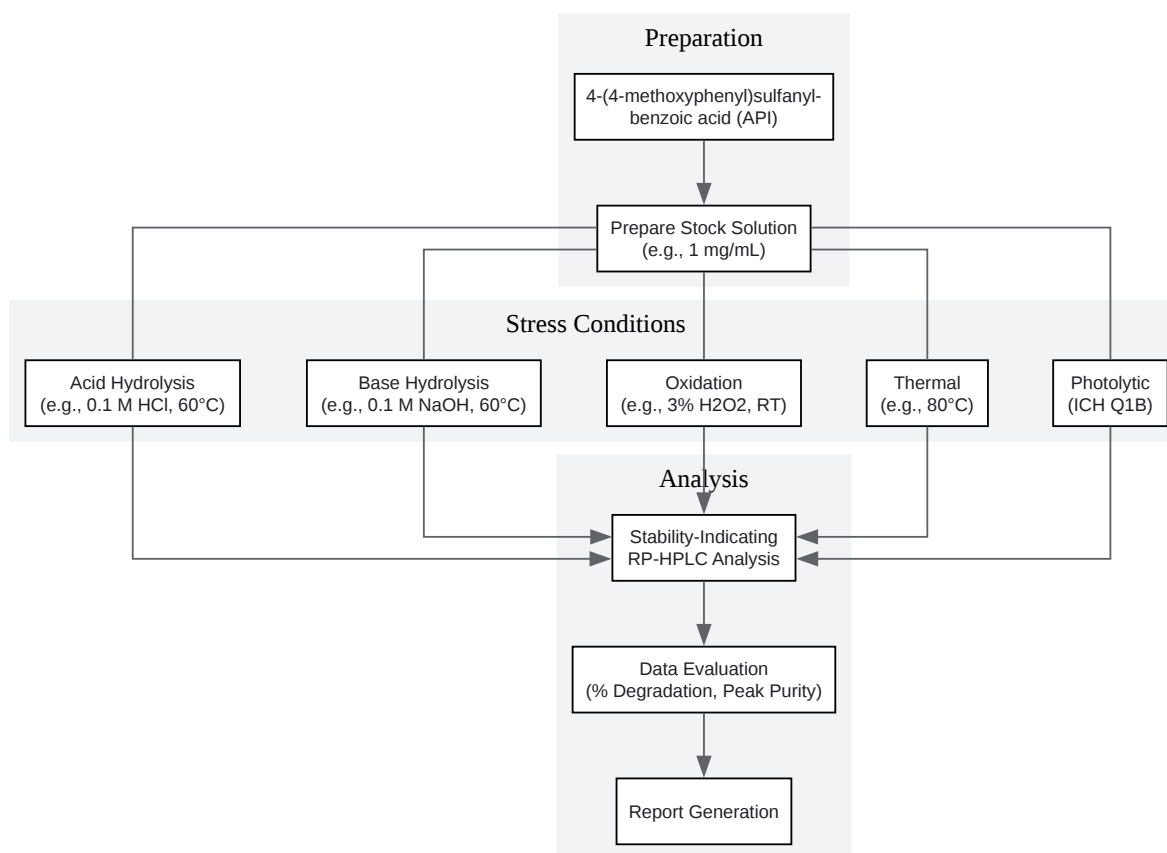 Preparation
4-(4-methoxyphenyl)sulfanyl-
benzoic acid (API)
Prepare Stock Solution
(e.g., 1 mg/mL)
Stress Conditions
Acid Hydrolysis
(e.g., 0.1 M HCl, 60°C)
Base Hydrolysis
(e.g., 0.1 M NaOH, 60°C)
Oxidation
(e.g., 3% H2O2, RT)
Thermal
(e.g., 80°C)
Photolytic
(ICH Q1B)
Analysis
Stability-Indicating
RP-HPLC Analysis
Data Evaluation
(% Degradation, Peak Purity)
Report Generation